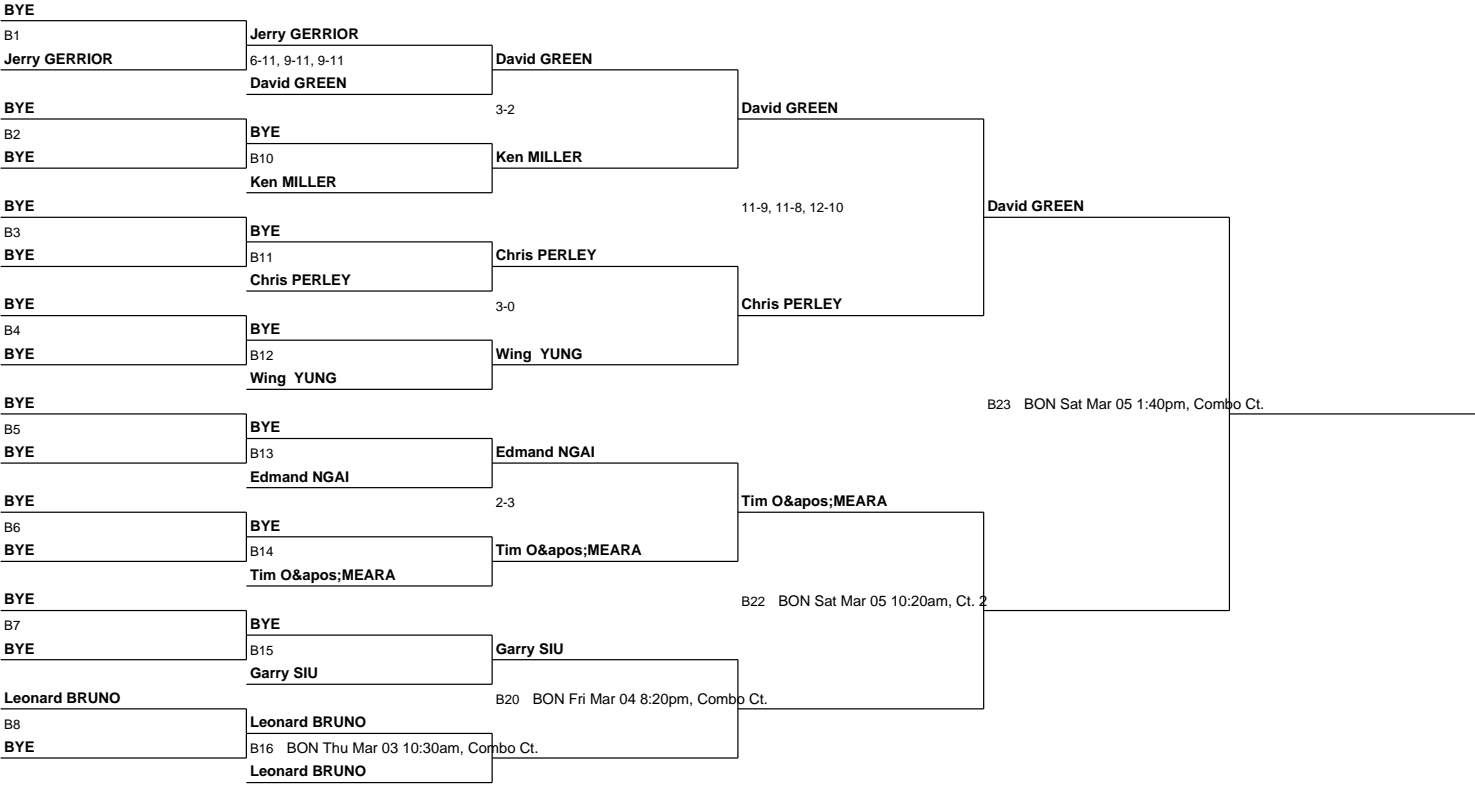 BYE
B1
Jerry GERRIOR
BYE
B2
BYE
BYE
B3
BYE
BYE
B4
BYE
BYE
B5
BYE
BYE
B6
BYE
BYE
B7
BYE
Leonard BRUNO
B8
BYE
Jerry GERRIOR
6-11, 9-11, 9-11
David GREEN
BYE
B10
Ken MILLER
BYE
B11
Chris PERLEY
BYE
B12
Wing  YUNG
BYE
B13
Edmand NGAI
BYE
B14
Tim O&apos;MEARA
BYE
B15
Garry SIU
Leonard BRUNO
B16 BON Thu Mar 03 10:30am, Combo Ct.
Leonard BRUNO
David GREEN
3-2
Ken MILLER
Chris PERLEY
3-0
Wing  YUNG
Edmand NGAI
2-3
Tim O&apos;MEARA
Garry SIU
B20 BON Fri Mar 04 8:20pm, Combo Ct.
David GREEN
11-9, 11-8, 12-10
Chris PERLEY
Tim O&apos;MEARA
B22 BON Sat Mar 05 10:20am, Ct. 2
David GREEN
B23 BON Sat Mar 05 1:40pm, Combo Ct.